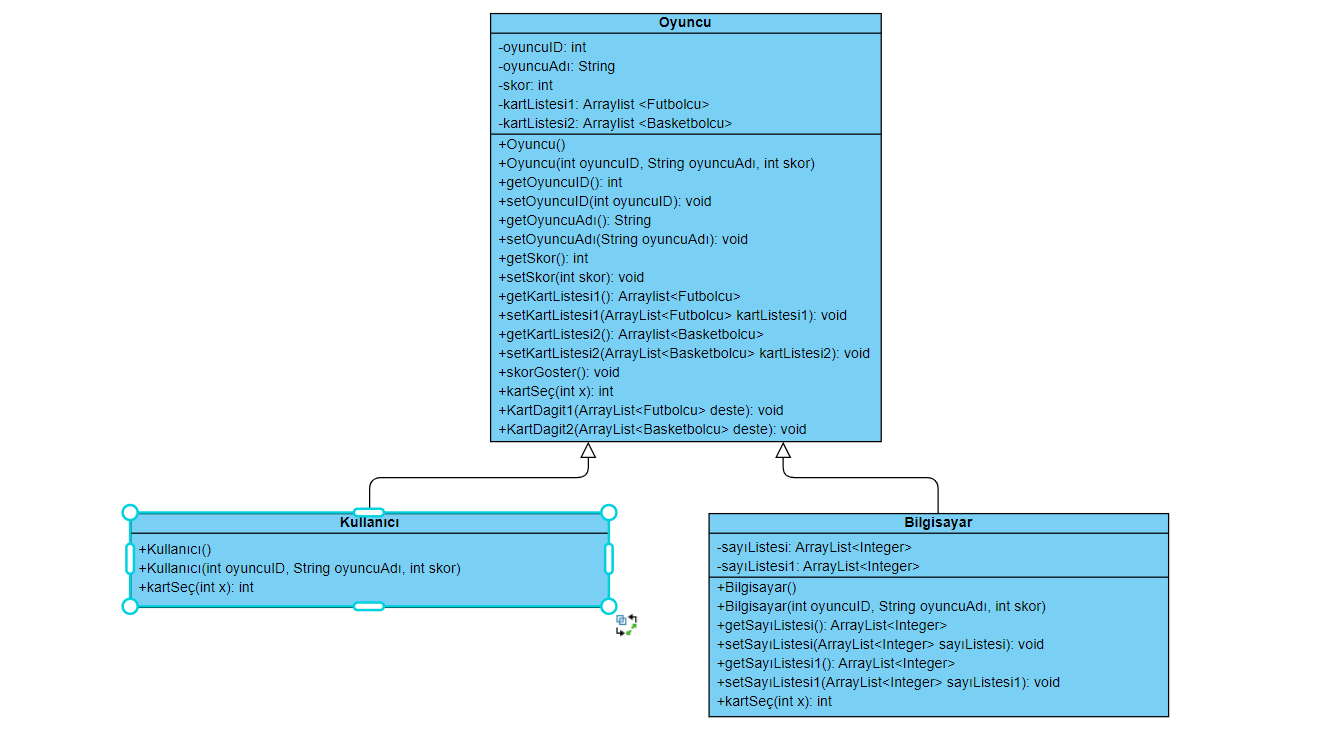 Oyuncu
-oyuncuID: int
-oyuncuAdı: String
-skor: int
-kartListesi1: Arraylist <Futbolcu>
-kartListesi2: Arraylist <Basketbolcu>
+Oyuncu()
+Oyuncu(int oyuncuID, String oyuncuAdı, int skor)
+getOyuncuID(): int
+setOyuncuID(int oyuncuID): void
+getOyuncuAdı(): String
+setOyuncuAdı(String oyuncuAdı): void
+getSkor(): int
+setSkor(int skor): void
+getKartListesi1(): Arraylist<Futbolcu>
+setKartListesi1(ArrayList<Futbolcu> kartListesi1): void
+getKartListesi2(): Arraylist<Basketbolcu>
+setKartListesi2(ArrayList<Basketbolcu> kartListesi2): void
+skorGoster(): void
+kartSeç(int x): int
+KartDagit1(ArrayList<Futbolcu> deste): void
+KartDagit2(ArrayList<Basketbolcu> deste): void
Kullanıcı
+Kullanıcı()
+Kullanıcı(int oyuncuID, String oyuncuAdı, int skor)
+kartSeç(int x): int
Bilgisayar
-sayıListesi: ArrayList<Integer>
-sayıListesi1: ArrayList<Integer>
+Bilgisayar()
+Bilgisayar(int oyuncuID, String oyuncuAdı, int skor)
+getSayıListesi(): ArrayList<Integer>
+setSayıListesi(ArrayList<Integer> sayıListesi): void
+getSayıListesi1(): ArrayList<Integer>
+setSayıListesi1(ArrayList<Integer> sayıListesi1): void
+kartSeç(int x): int